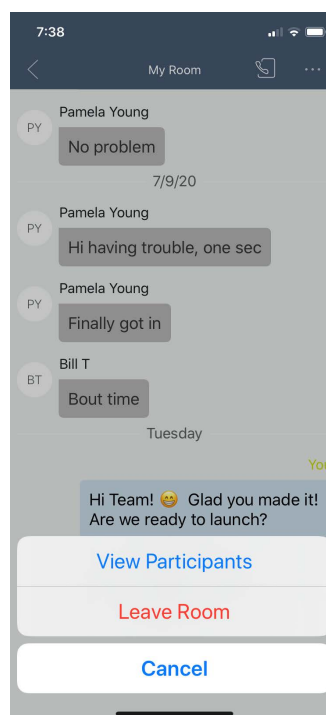 7:38
My Room
Pamela Young
PY
No problem
7/9/20
Pamela Young
PY
Hi having trouble, one sec
Pamela Young
PY
Finally got in
Bill T
BT
Bout time
Tuesday
Hi Team! 😁 Glad you made it!
Are we ready to launch?
View Participants
Leave Room
Cancel